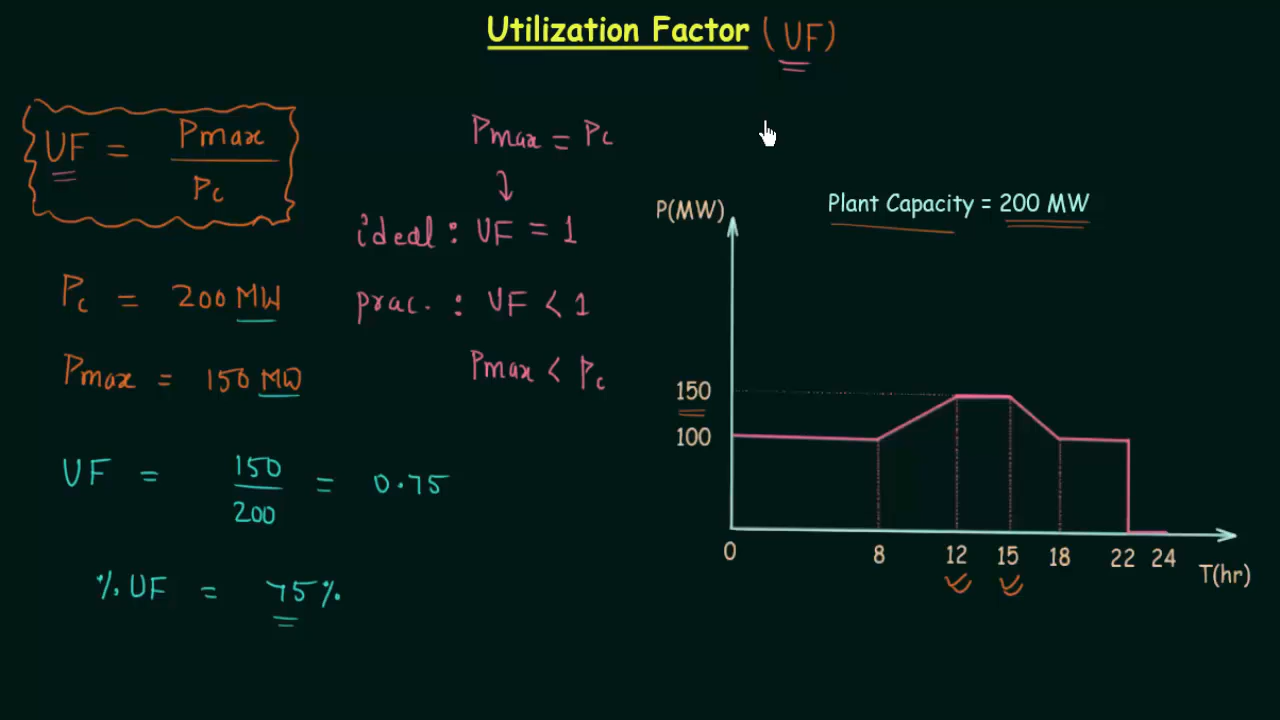 Utilization Factor (UF)
UF = Pmax / Pc
Pc = 200 MW
Pmax = 150 MW
UF = 150 / 200 = 0.75
% UF = 75%
Pmax = Pc
ideal : UF = 1
prac. : UF < 1
Pmax < Pc
Plant Capacity = 200 MW
P(MW)
150
100
0 8 12 15 18 22 24
T(hr)